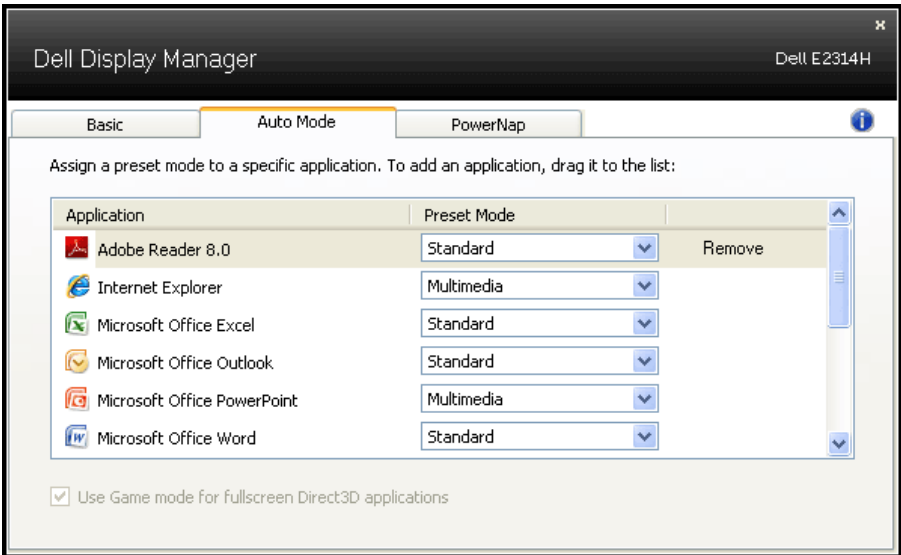 x
Dell Display Manager
Dell E2314H
Basic Auto Mode PowerNap
Assign a preset mode to a specific application. To add an application, drag it to the list:
Application Preset Mode
Adobe Reader 8.0 Standard Remove
Internet Explorer Multimedia
Microsoft Office Excel Standard
Microsoft Office Outlook Standard
Microsoft Office PowerPoint Multimedia
Microsoft Office Word Standard
Use Game mode for fullscreen Direct3D applications